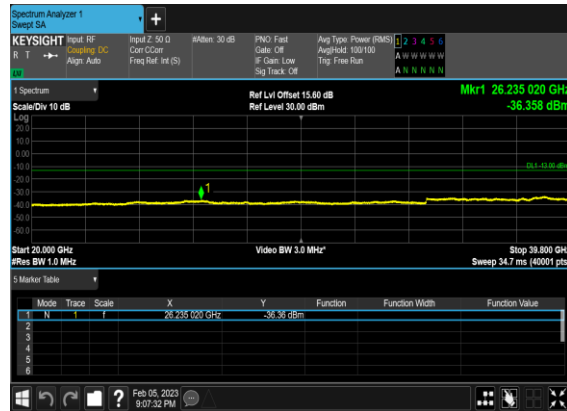 Spectrum Analyzer 1
Swept SA
+
KEYSIGHT Input: RF Input Z: 50 Ω #Atten: 30 dB PNO: Fast Avg Type: Power (RMS) 1 2 3 4 5 6
R T Coupling: DC Corr CCorr Gate: Off Avg|Hold: 100/100 A W W W W W
Align: Auto Freq Ref: Int (S) IF Gain: Low Trig: Free Run
Sig Track: Off A N N N N N
1 Spectrum Ref Lvl Offset 15.60 dB Mkr1 26.235 020 GHz
Scale/Div 10 dB Ref Level 30.00 dBm -36.358 dBm
Log
20.0
10.0
0.00
-10.0
DL1 -13.00 dBm
-20.0
-30.0
1
-40.0
-50.0
-60.0
Start 20.000 GHz Video BW 3.0 MHz* Stop 39.800 GHz
#Res BW 1.0 MHz Sweep 34.7 ms (40001 pts)
5 Marker Table
Mode Trace Scale X Y Function Function Width Function Value
1 N 1 f 26.235 020 GHz -36.36 dBm
2
3
4
5
6
? Feb 05, 2023
9:07:32 PM